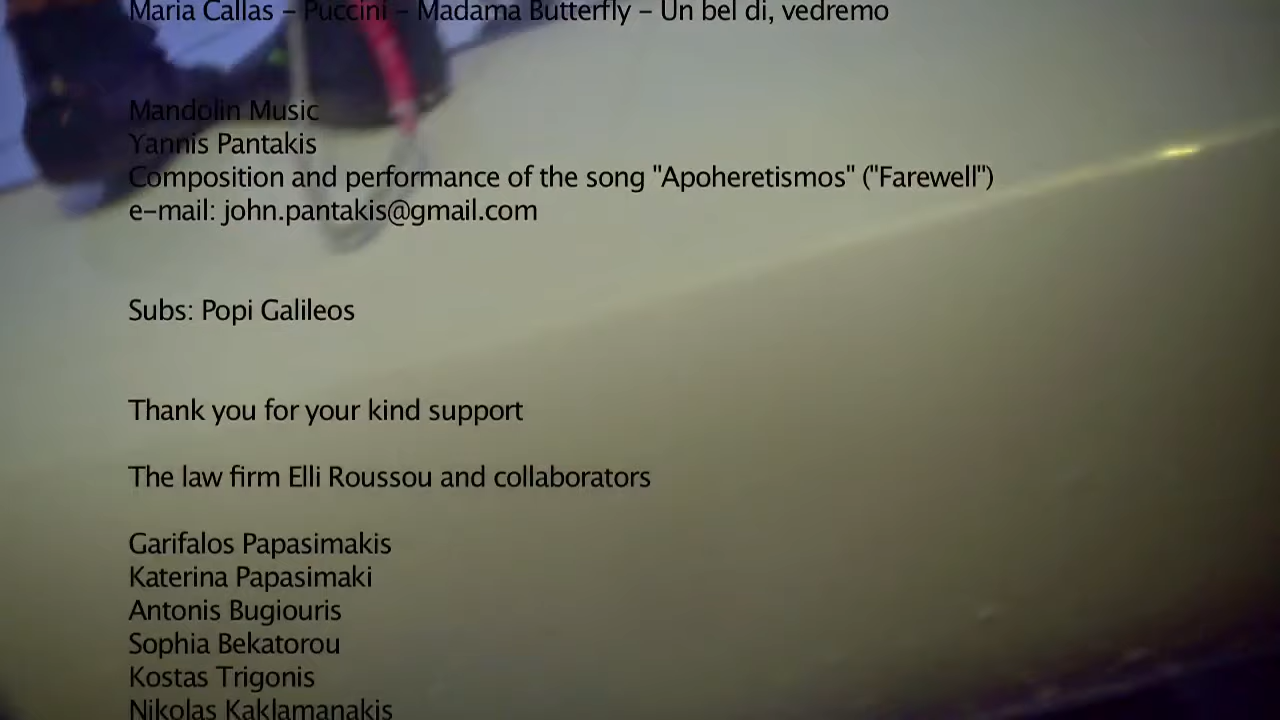 Maria Callas – Puccini – Madama Butterfly – Un bel di, vedremo
Mandolin Music
Yannis Pantakis
Composition and performance of the song "Apoheretismos" ("Farewell")
e–mail: john.pantakis@gmail.com
Subs: Popi Galileos
Thank you for your kind support
The law firm Elli Roussou and collaborators
Garifalos Papasimakis
Katerina Papasimaki
Antonis Bugiouris
Sophia Bekatorou
Kostas Trigonis
Nikolas Kaklamanakis